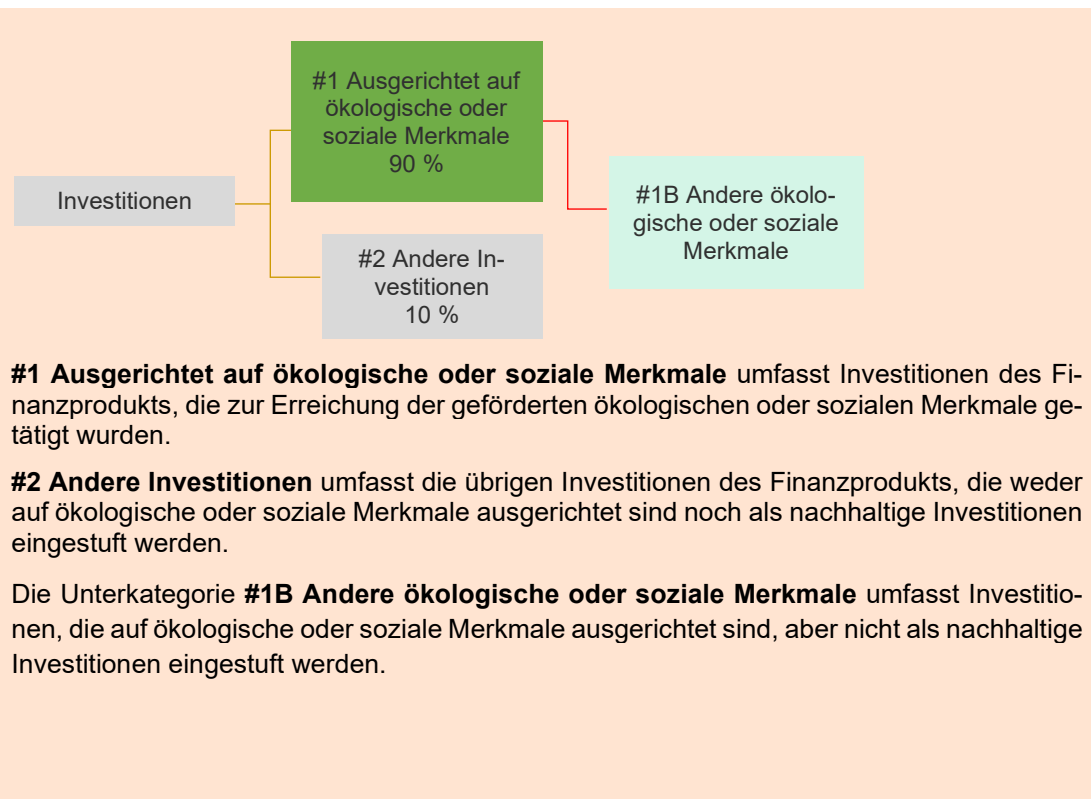 #1 Ausgerichtet auf
ökologische oder
soziale Merkmale
90 %
Investitionen
#1B Andere ökolo-
gische oder soziale
Merkmale
#2 Andere In-
vestitionen
10 %
#1 Ausgerichtet auf ökologische oder soziale Merkmale umfasst Investitionen des Fi-
nanzprodukts, die zur Erreichung der geförderten ökologischen oder sozialen Merkmale ge-
tätigt wurden.
#2 Andere Investitionen umfasst die übrigen Investitionen des Finanzprodukts, die weder
auf ökologische oder soziale Merkmale ausgerichtet sind noch als nachhaltige Investitionen
eingestuft werden.
Die Unterkategorie #1B Andere ökologische oder soziale Merkmale umfasst Investitio-
nen, die auf ökologische oder soziale Merkmale ausgerichtet sind, aber nicht als nachhaltige
Investitionen eingestuft werden.